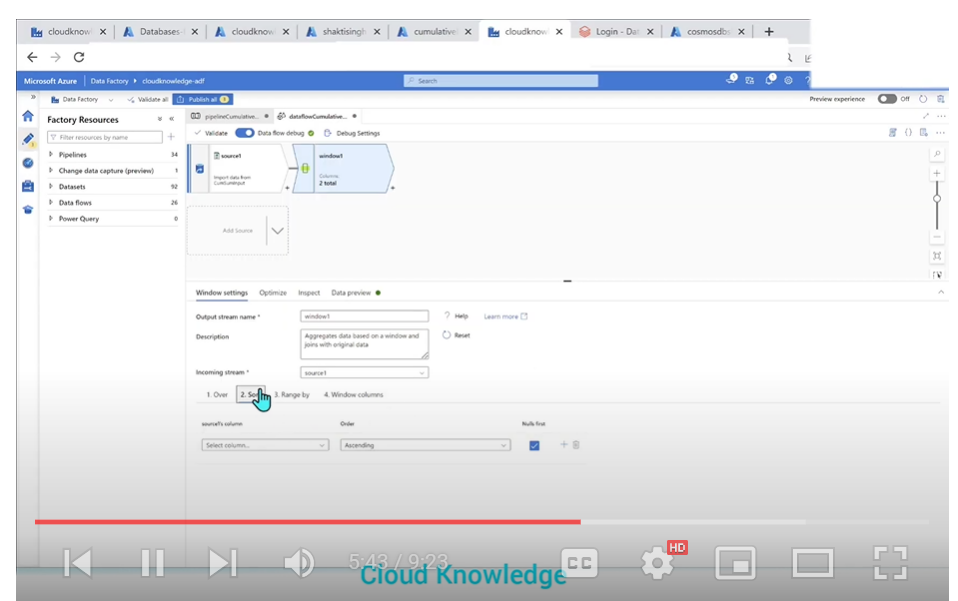 cloudknow
Databases
cloudknow
shaktisingh
cumulative
cloudknow
Login - Dat
cosmosdbs
Microsoft Azure | Data Factory > cloudknowledge-adf
Search
Data Factory
Validate all
Publish all
Preview experience
Off
Factory Resources
Filter resources by name
Pipelines 34
Change data capture (preview) 1
Datasets 92
Data flows 26
Power Query 0
pipelineCumulative...
dataflowCumulative...
Validate
Data flow debug
Debug Settings
source1
Import data from
window1
Columns:
2 total
Add Source
Window settings
Optimize
Inspect
Data preview
Output stream name *
window1
Help
Learn more
Description
Aggregates data based on a window and
joins with original data
Reset
Incoming stream *
source1
1. Over
2. So
3. Range by
4. Window columns
source1's column
Order
Nulls first
Select column...
Ascending
5:43 / 9:23
CC
HD
Cloud Knowledge